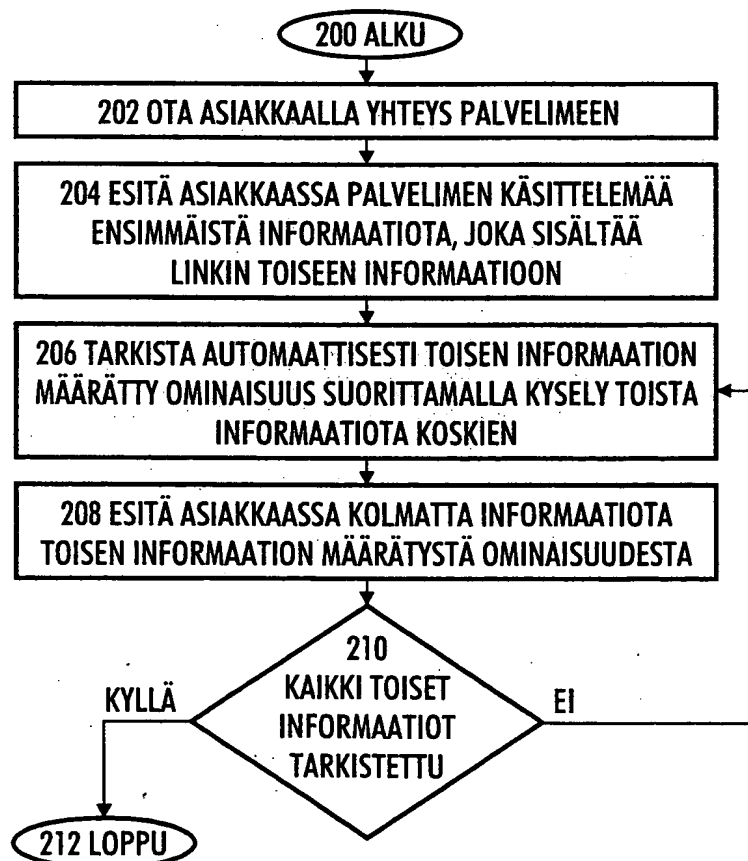 200 ALKU
202 OTA ASIAKKAALLA YHTEYS PALVELIMEEN
204 ESITÄ ASIAKKAASSA PALVELIMEN KÄSITTELEMÄÄ
ENSIMMÄISTÄ INFORMAATIOTA, JOKA SISÄLTÄÄ
LINKIN TOISEEN INFORMAATIOON
206 TARKISTA AUTOMAATTISESTI TOISEN INFORMAATION
MÄÄRÄTTY OMINAISUUS SUORITTAMALLA KYSELY TOISTA
INFORMAATIOTA KOSKIEN
208 ESITÄ ASIAKKAASSA KOLMATTA INFORMAATIOTA
TOISEN INFORMAATION MÄÄRÄTYSTÄ OMINAISUUDESTA
210
KAIKKI TOISET
INFORMAATIOT
TARKISTETTU
KYLLÄ
EI
212 LOPPU